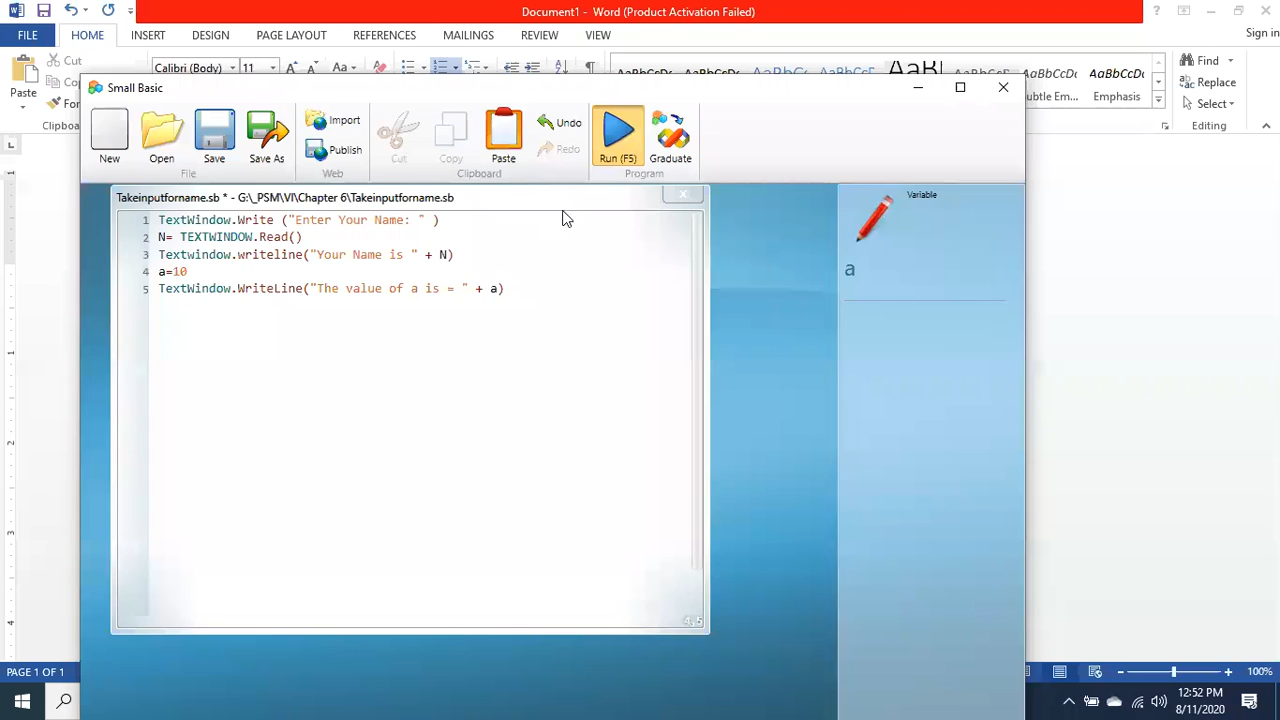 Document1 - Word (Product Activation Failed)
FILE HOME INSERT DESIGN PAGE LAYOUT REFERENCES MAILINGS REVIEW VIEW Sign in
Cut
Calibri (Body) 11
Paste
Clipboard
Emphasis
Find
Replace
Select
Editing
Small Basic
New Open Save Save As
File
Import
Publish
Web
Cut Copy Paste
Undo
Redo
Clipboard
Run (F5) Graduate
Program
Takeinputforname.sb * - G:\_PSM\VI\Chapter 6\Takeinputforname.sb
1 TextWindow.Write ("Enter Your Name: " )
2 N= TEXTWINDOW.Read()
3 Textwindow.writeline("Your Name is " + N)
4 a=10
5 TextWindow.WriteLine("The value of a is = " + a)
4,5
Variable
a
PAGE 1 OF 1
100%
12:52 PM
8/11/2020